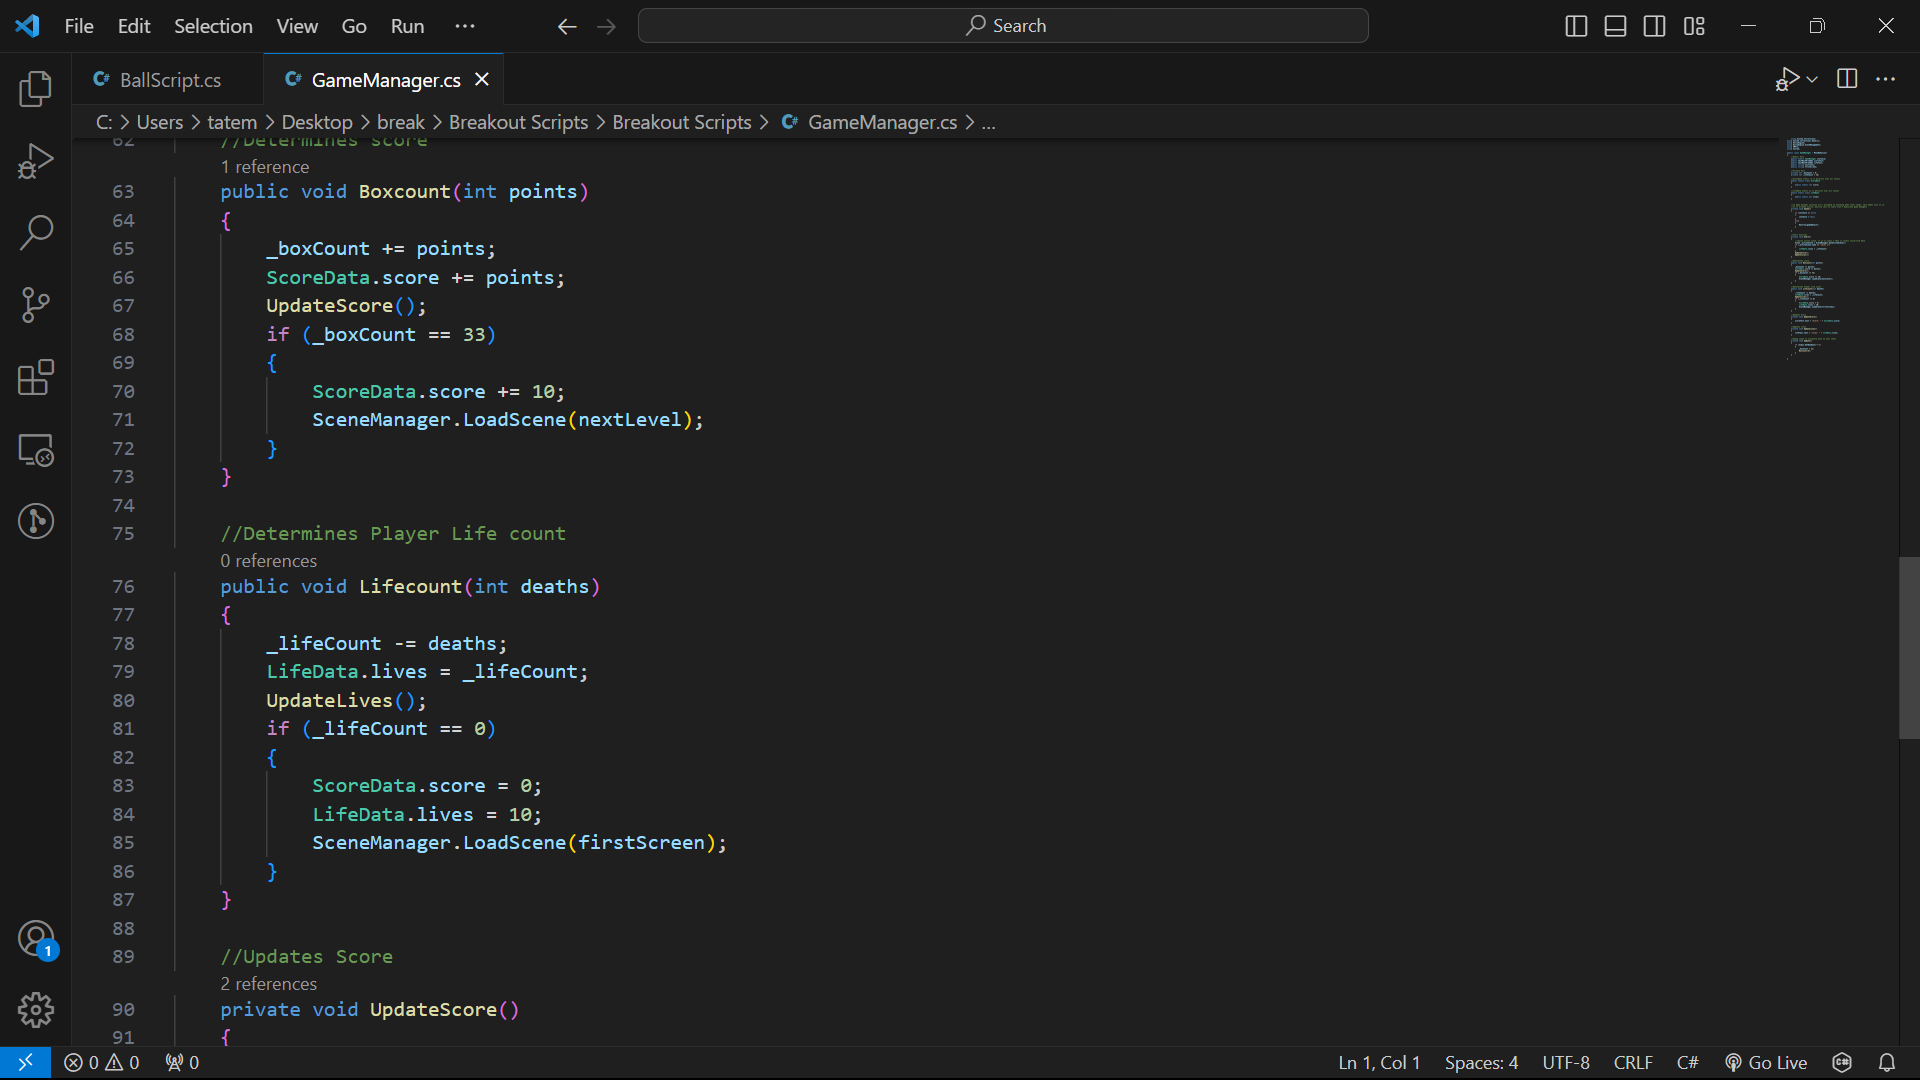 File Edit Selection View Go Run ··· Search
BallScript.cs GameManager.cs
C: > Users > tatem > Desktop > break > Breakout Scripts > Breakout Scripts > GameManager.cs > ...
62 //Determines score
1 reference
63 public void Boxcount(int points)
64 {
65 _boxCount += points;
66 ScoreData.score += points;
67 UpdateScore();
68 if (_boxCount == 33)
69 {
70 ScoreData.score += 10;
71 SceneManager.LoadScene(nextLevel);
72 }
73 }
74
75 //Determines Player Life count
0 references
76 public void Lifecount(int deaths)
77 {
78 _lifeCount -= deaths;
79 LifeData.lives = _lifeCount;
80 UpdateLives();
81 if (_lifeCount == 0)
82 {
83 ScoreData.score = 0;
84 LifeData.lives = 10;
85 SceneManager.LoadScene(firstScreen);
86 }
87 }
88
89 //Updates Score
2 references
90 private void UpdateScore()
91 {
1
0 0 0 Ln 1, Col 1 Spaces: 4 UTF-8 CRLF C# Go Live